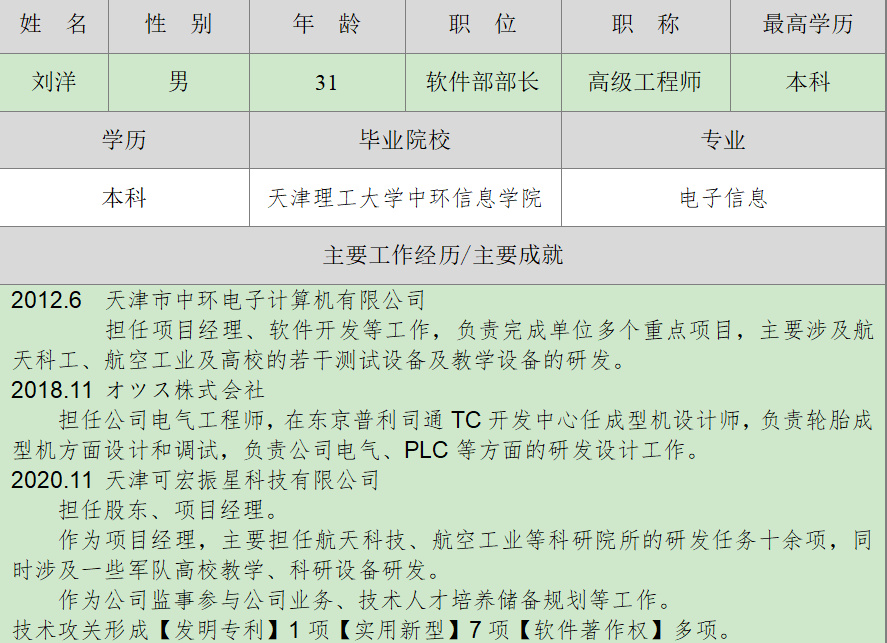 姓 名 性 别 年 龄 职 位 职 称 最高学历
刘洋 男 31 软件部部长 高级工程师 本科
学历 毕业院校 专业
本科 天津理工大学中环信息学院 电子信息
主要工作经历/主要成就
2012.6 天津市中环电子计算机有限公司
担任项目经理、软件开发等工作，负责完成单位多个重点项目，主要涉及航
天科工、航空工业及高校的若干测试设备及教学设备的研发。
2018.11 オツス株式会社
担任公司电气工程师，在东京普利司通 TC 开发中心任成型机设计师，负责轮胎成
型机方面设计和调试，负责公司电气、PLC 等方面的研发设计工作。
2020.11 天津可宏振星科技有限公司
担任股东、项目经理。
作为项目经理，主要担任航天科技、航空工业等科研院所的研发任务十余项，同
时涉及一些军队高校教学、科研设备研发。
作为公司监事参与公司业务、技术人才培养储备规划等工作。
技术攻关形成【发明专利】1 项【实用新型】7 项【软件著作权】多项。